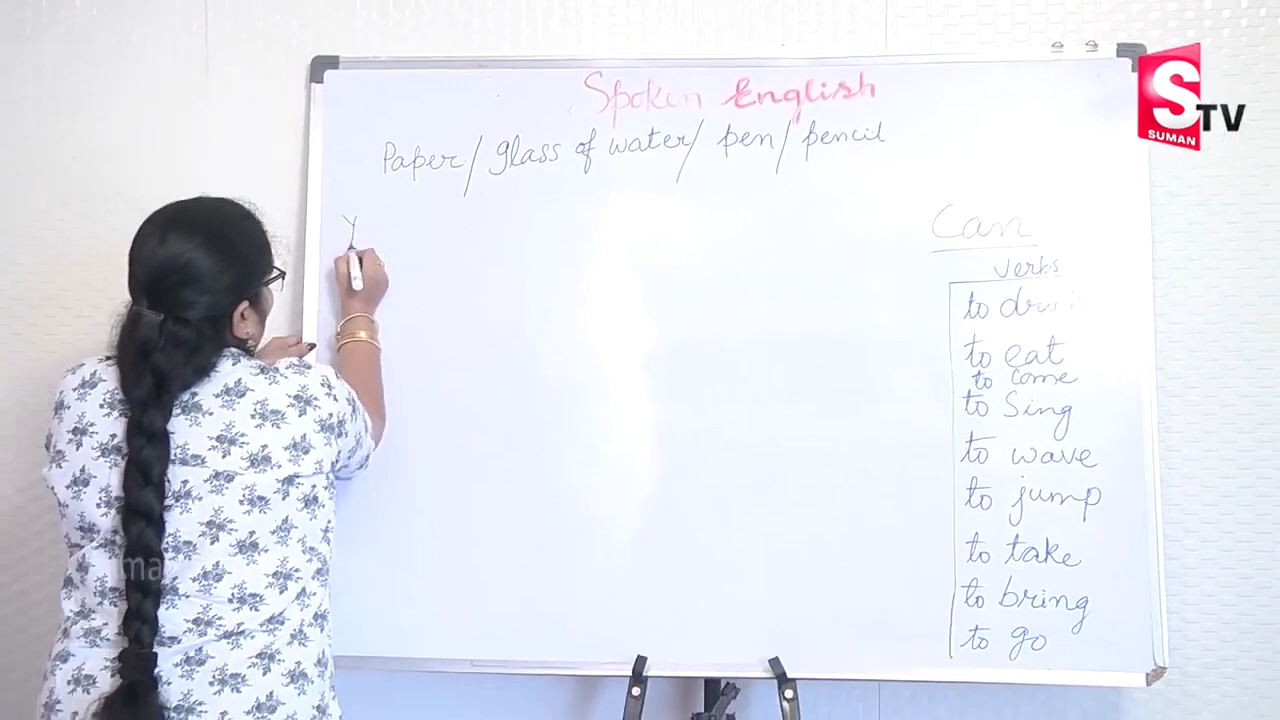 Spoken English
Paper/ glass of water/ pen/ pencil
Y
Can
Verbs
to
to eat
to come
to Sing
to wave
to jump
to take
to bring
to go
S
SUMAN TV